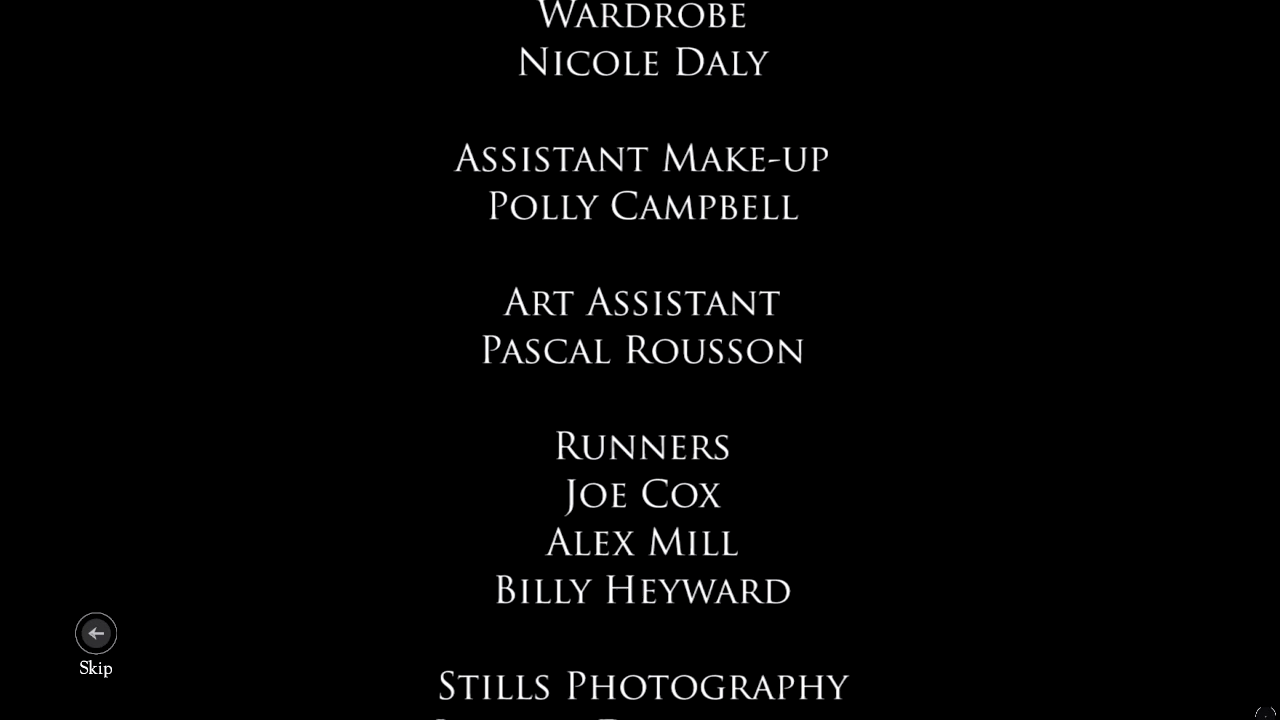 Wardrobe
Nicole Daly
Assistant Make-up
Polly Campbell
Art Assistant
Pascal Rousson
Runners
Joe Cox
Alex Mill
Billy Heyward
Skip
Stills Photography